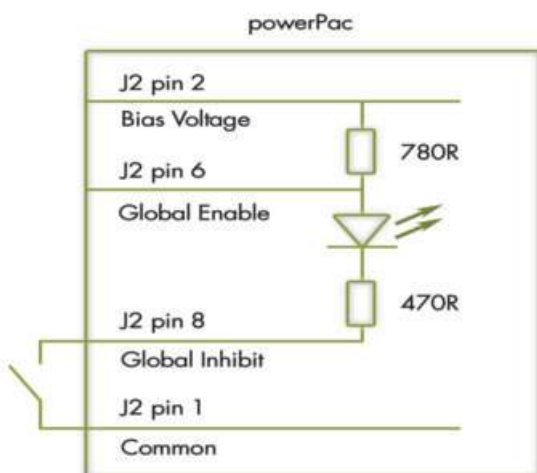 powerPac
J2 pin 2
Bias Voltage
780R
J2 pin 6
Global Enable
470R
J2 pin 8
Global Inhibit
J2 pin 1
Common